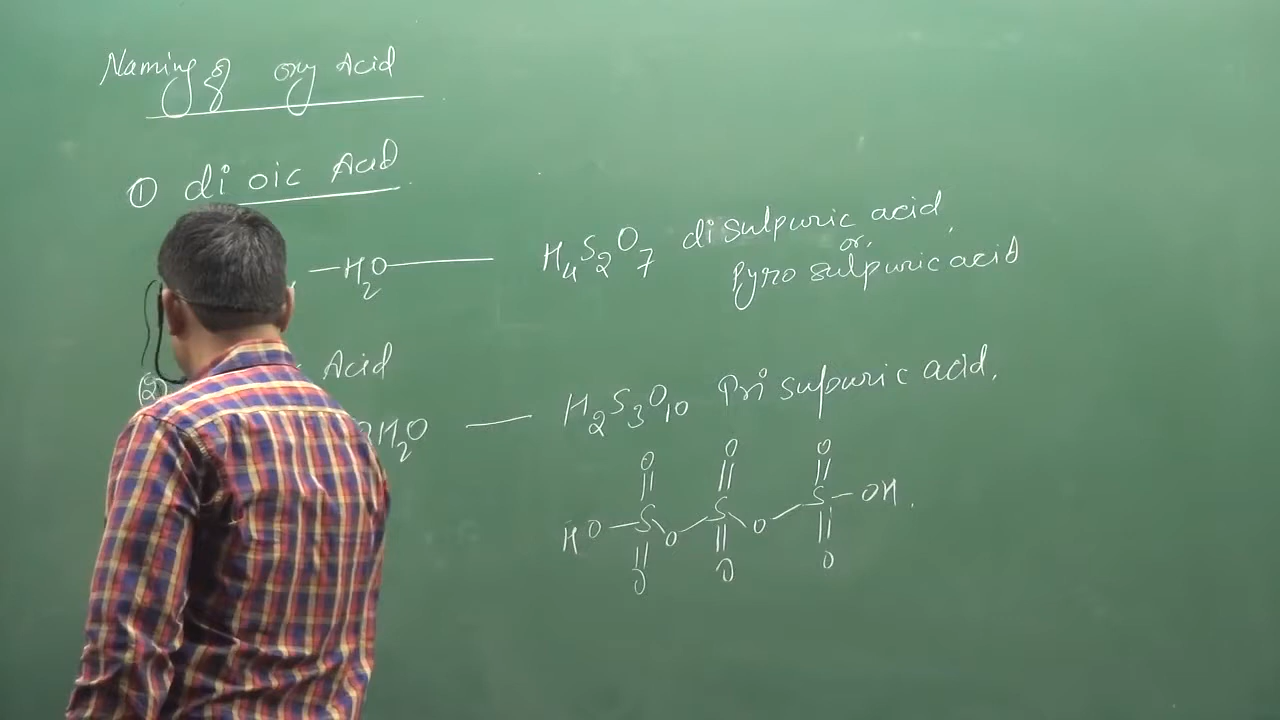 Naming of oxy Acid
① di oic Acid
—H2O—— H4S2O7 disulpuric acid,
or,
Pyro sulpuric acid
(2) Acid
2H2O —— H2S3O10 Tri sulpuric acid,
O O O
HO—S O S O S—OH.
O O O